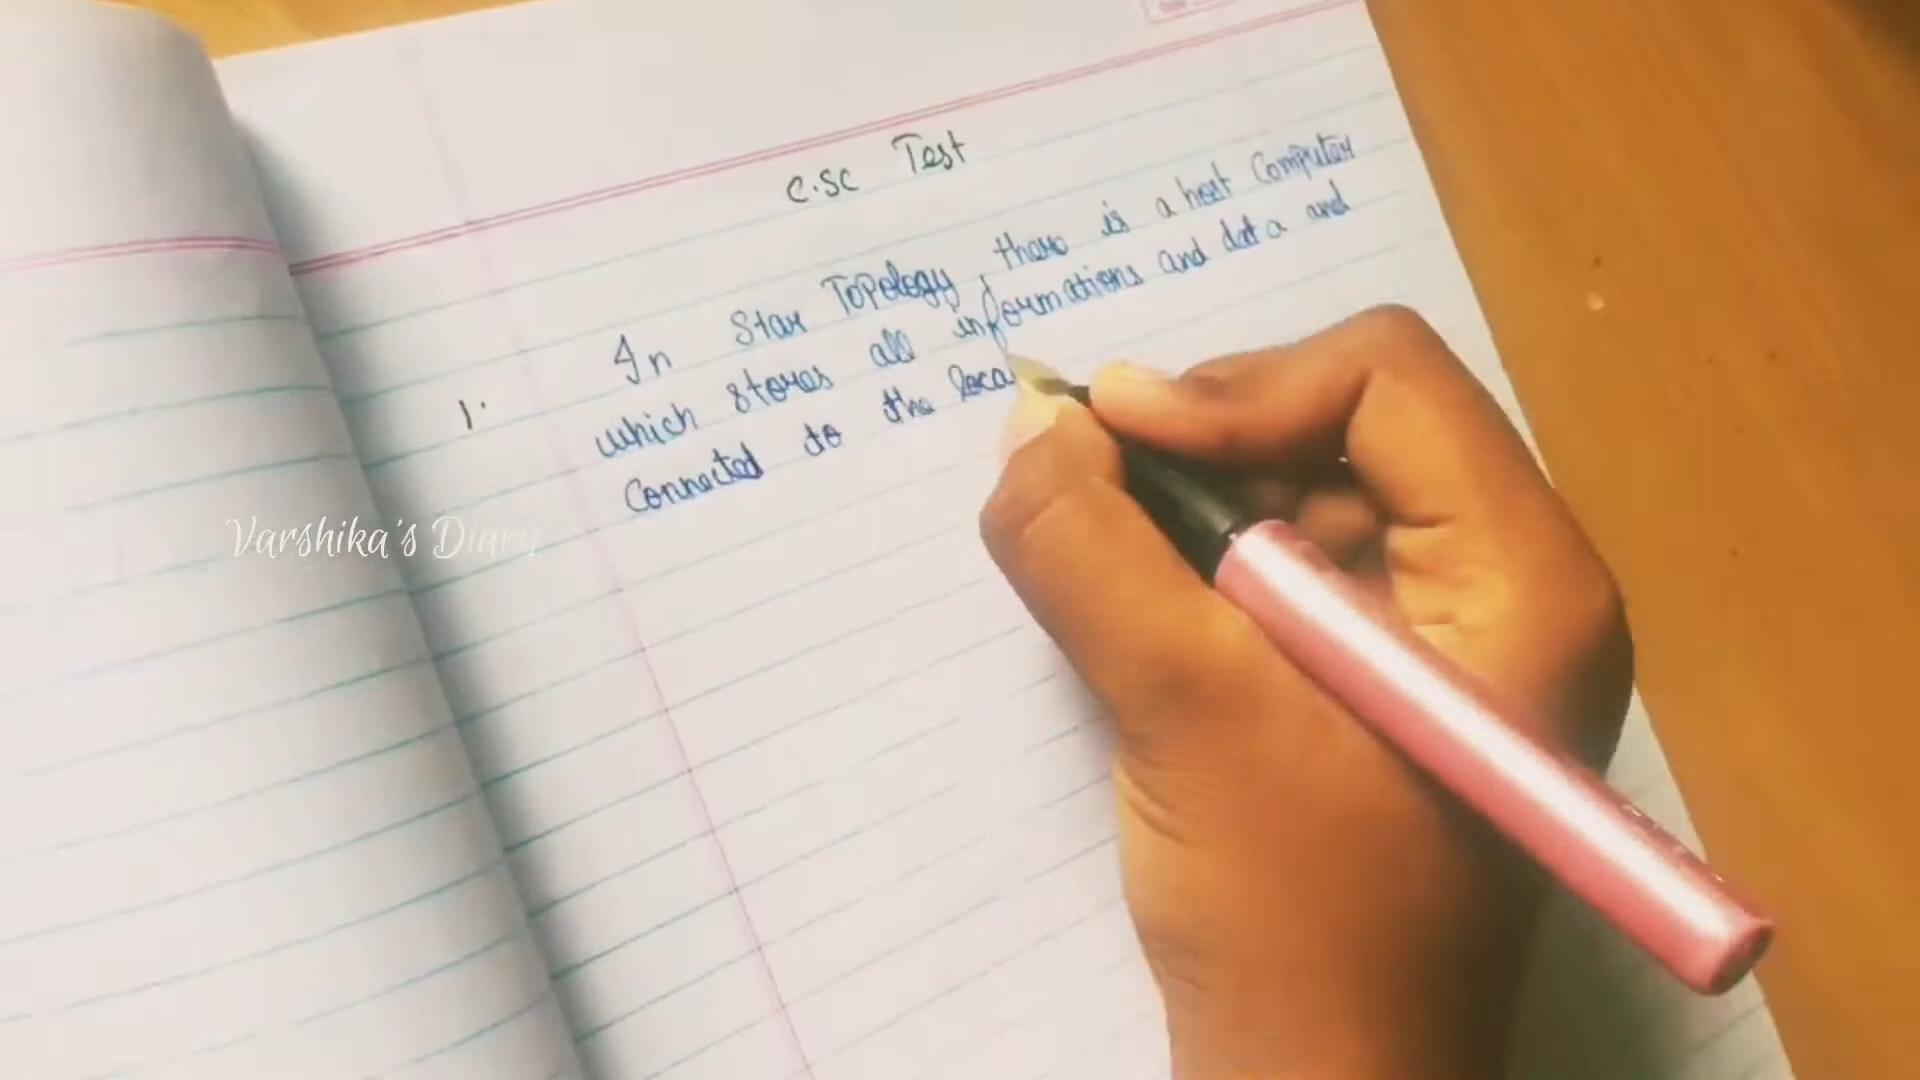 C.SC Test
1. In Star Topology, there is a host Computer
which stores all informations and data and
Connected to the loca
Varshika's Diary